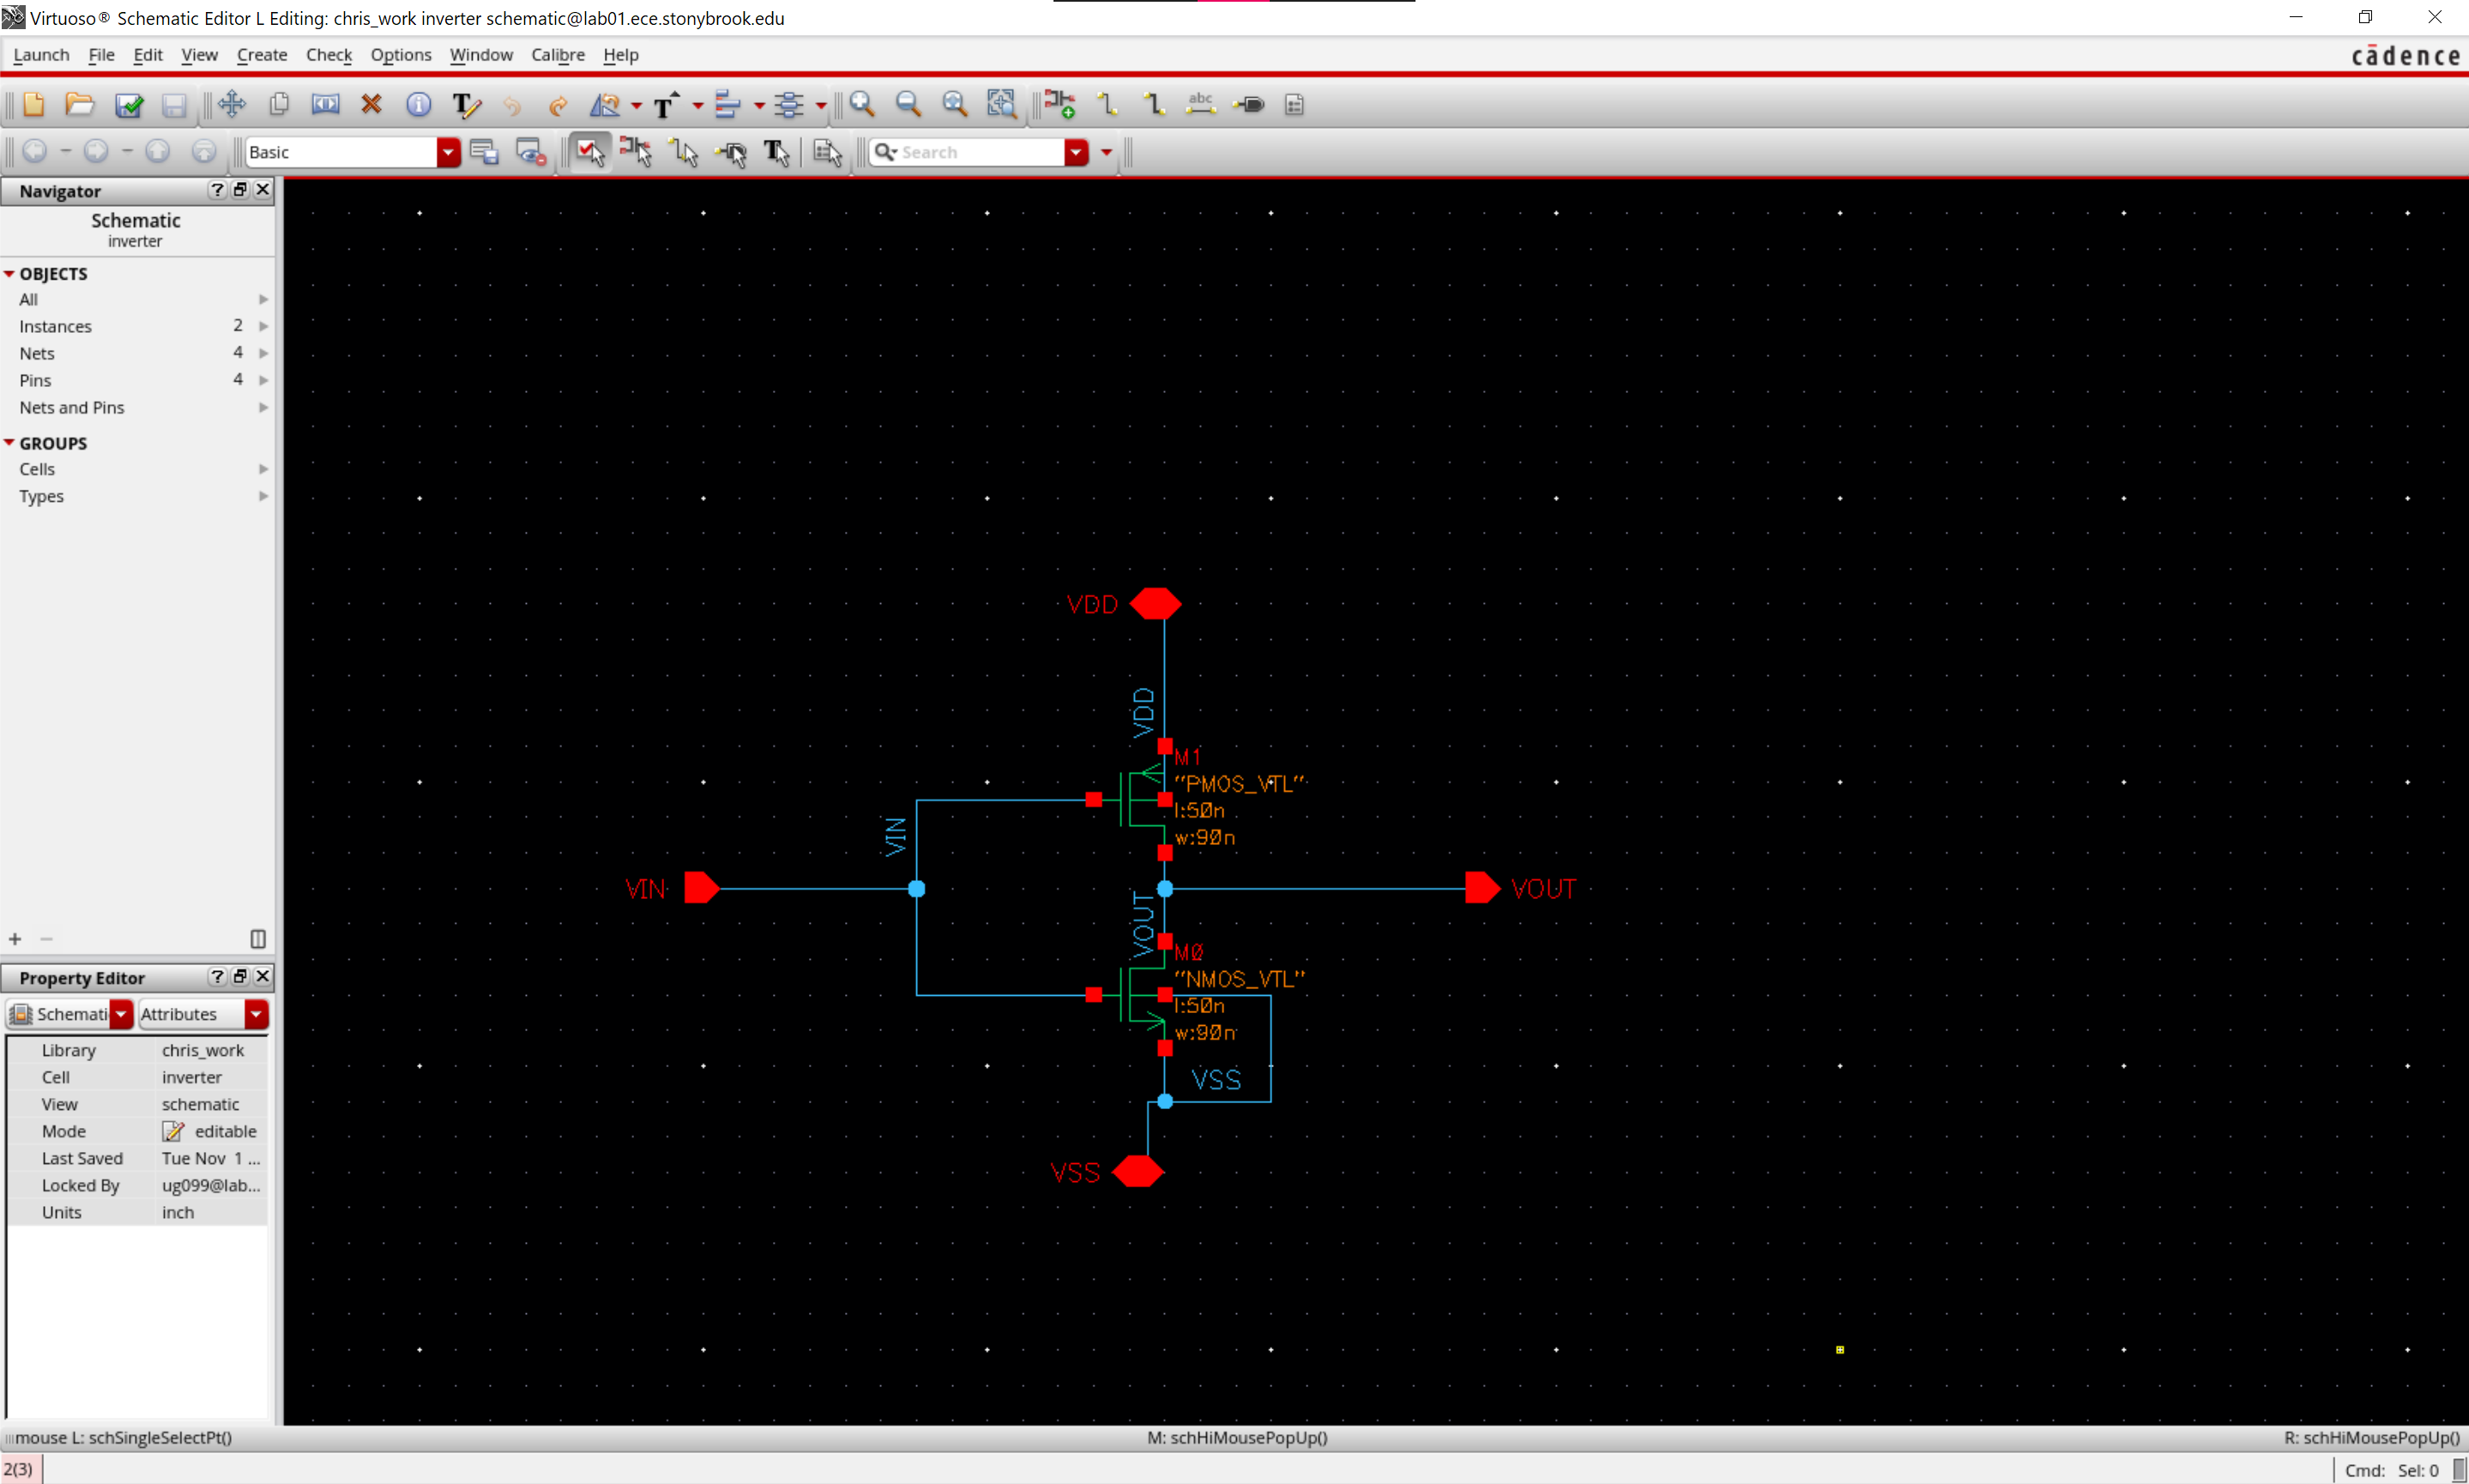 Virtuoso® Schematic Editor L Editing: chris_work inverter schematic@lab01.ece.stonybrook.edu
Launch File Edit View Create Check Options Window Calibre Help
cādence
abc
Basic
Search
Navigator
Schematic
inverter
OBJECTS
All
Instances 2
Nets 4
Pins 4
Nets and Pins
GROUPS
Cells
Types
Property Editor
Schemati Attributes
Library chris_work
Cell inverter
View schematic
Mode editable
Last Saved Tue Nov 1 ...
Locked By ug099@lab...
Units inch
VDD
VDD
M1
"PMOS_VTL"
l:50n
w:90n
VIN
VIN
VOUT
VOUT
M0
"NMOS_VTL"
l:50n
w:90n
VSS
VSS
mouse L: schSingleSelectPt() M: schHiMousePopUp() R: schHiMousePopUp()
2(3) Cmd: Sel: 0